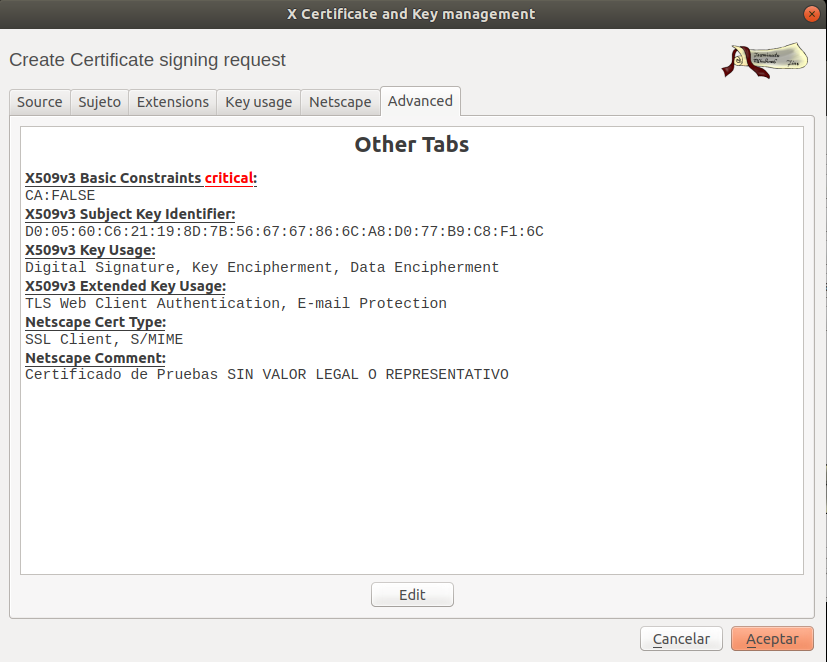 X Certificate and Key management
Create Certificate signing request
Source Sujeto Extensions Key usage Netscape Advanced
Other Tabs
X509v3 Basic Constraints critical:
CA:FALSE
X509v3 Subject Key Identifier:
D0:05:60:C6:21:19:8D:7B:56:67:67:86:6C:A8:D0:77:B9:C8:F1:6C
X509v3 Key Usage:
Digital Signature, Key Encipherment, Data Encipherment
X509v3 Extended Key Usage:
TLS Web Client Authentication, E-mail Protection
Netscape Cert Type:
SSL Client, S/MIME
Netscape Comment:
Certificado de Pruebas SIN VALOR LEGAL O REPRESENTATIVO
Edit
Cancelar Aceptar